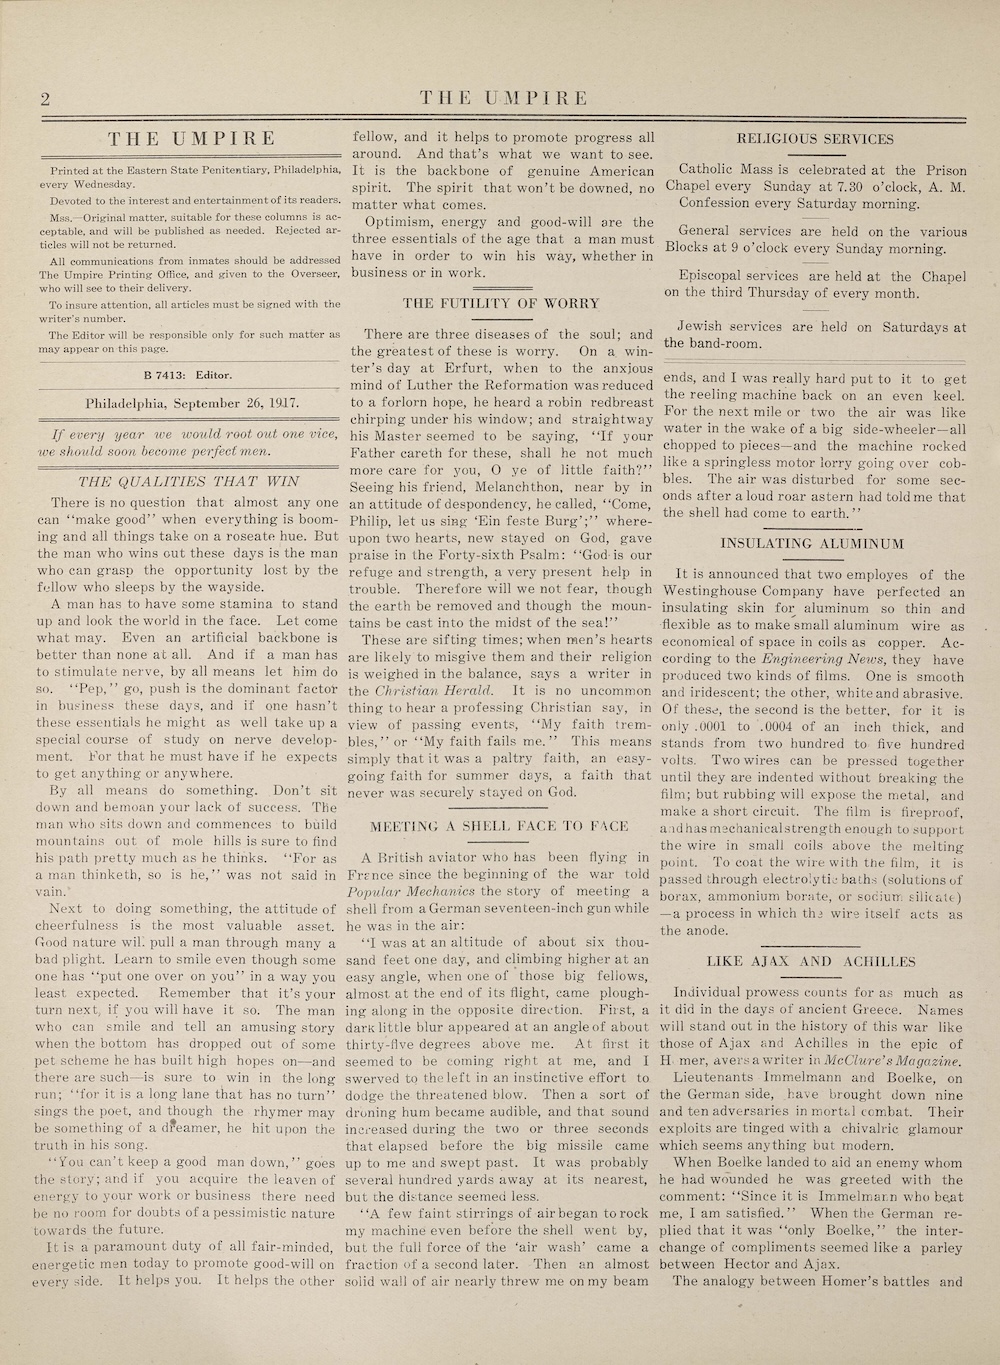 2
THE UMPIRE
THE UMPIRE
Printed at the Eastern State Penitentiary, Philadelphia,
every Wednesday.
Devoted to the interest and entertainment of its readers.
Mss.—Original matter, suitable for these columns is ac-
ceptable, and will be published as needed. Rejected ar-
ticles will not be returned.
All communications from inmates should be addressed
The Umpire Printing Office, and given to the Overseer,
who will see to their delivery.
To insure attention, all articles must be signed with the
writer's number.
The Editor will be responsible only for such matter as
may appear on this page.
B 7413: Editor.
Philadelphia, September 26, 1917.
If every year we would root out one vice,
we should soon become perfect men.
THE QUALITIES THAT WIN
There is no question that almost any one
can "make good" when everything is boom-
ing and all things take on a roseate hue. But
the man who wins out these days is the man
who can grasp the opportunity lost by the
fellow who sleeps by the wayside.
A man has to have some stamina to stand
up and look the world in the face. Let come
what may. Even an artificial backbone is
better than none at all. And if a man has
to stimulate nerve, by all means let him do
so. "Pep," go, push is the dominant factor
in business these days, and if one hasn't
these essentials he might as well take up a
special course of study on nerve develop-
ment. For that he must have if he expects
to get anything or anywhere.
By all means do something. Don't sit
down and bemoan your lack of success. The
man who sits down and commences to build
mountains out of mole hills is sure to find
his path pretty much as he thinks. "For as
a man thinketh, so is he," was not said in
vain.
Next to doing something, the attitude of
cheerfulness is the most valuable asset.
Good nature will pull a man through many a
bad plight. Learn to smile even though some
one has "put one over on you" in a way you
least expected. Remember that it's your
turn next, if you will have it so. The man
who can smile and tell an amusing story
when the bottom has dropped out of some
pet scheme he has built high hopes on—and
there are such—is sure to win in the long
run; "for it is a long lane that has no turn"
sings the poet, and though the rhymer may
be something of a dreamer, he hit upon the
truth in his song.
"You can't keep a good man down," goes
the story; and if you acquire the leaven of
energy to your work or business there need
be no room for doubts of a pessimistic nature
towards the future.
It is a paramount duty of all fair-minded,
energetic men today to promote good-will on
every side. It helps you. It helps the other
fellow, and it helps to promote progress all
around. And that's what we want to see.
It is the backbone of genuine American
spirit. The spirit that won't be downed, no
matter what comes.
Optimism, energy and good-will are the
three essentials of the age that a man must
have in order to win his way, whether in
business or in work.
THE FUTILITY OF WORRY
There are three diseases of the soul; and
the greatest of these is worry. On a win-
ter's day at Erfurt, when to the anxious
mind of Luther the Reformation was reduced
to a forlorn hope, he heard a robin redbreast
chirping under his window; and straightway
his Master seemed to be saying, "If your
Father careth for these, shall he not much
more care for you, O ye of little faith?"
Seeing his friend, Melanchthon, near by in
an attitude of despondency, he called, "Come,
Philip, let us sing 'Ein feste Burg';" where-
upon two hearts, new stayed on God, gave
praise in the Forty-sixth Psalm: "God is our
refuge and strength, a very present help in
trouble. Therefore will we not fear, though
the earth be removed and though the moun-
tains be cast into the midst of the sea!"
These are sifting times; when men's hearts
are likely to misgive them and their religion
is weighed in the balance, says a writer in
the Christian Herald. It is no uncommon
thing to hear a professing Christian say, in
view of passing events, "My faith trem-
bles," or "My faith fails me." This means
simply that it was a paltry faith, an easy-
going faith for summer days, a faith that
never was securely stayed on God.
MEETING A SHELL FACE TO FACE
A British aviator who has been flying in
France since the beginning of the war told
Popular Mechanics the story of meeting a
shell from a German seventeen-inch gun while
he was in the air:
"I was at an altitude of about six thou-
sand feet one day, and climbing higher at an
easy angle, when one of those big fellows,
almost at the end of its flight, came plough-
ing along in the opposite direction. First, a
dark little blur appeared at an angle of about
thirty-five degrees above me. At first it
seemed to be coming right at me, and I
swerved to the left in an instinctive effort to
dodge the threatened blow. Then a sort of
droning hum became audible, and that sound
increased during the two or three seconds
that elapsed before the big missile came
up to me and swept past. It was probably
several hundred yards away at its nearest,
but the distance seemed less.
"A few faint stirrings of air began to rock
my machine even before the shell went by,
but the full force of the 'air wash' came a
fraction of a second later. Then an almost
solid wall of air nearly threw me on my beam
RELIGIOUS SERVICES
Catholic Mass is celebrated at the Prison
Chapel every Sunday at 7.30 o'clock, A. M.
Confession every Saturday morning.
General services are held on the various
Blocks at 9 o'clock every Sunday morning.
Episcopal services are held at the Chapel
on the third Thursday of every month.
Jewish services are held on Saturdays at
the band-room.
ends, and I was really hard put to it to get
the reeling machine back on an even keel.
For the next mile or two the air was like
water in the wake of a big side-wheeler—all
chopped to pieces—and the machine rocked
like a springless motor lorry going over cob-
bles. The air was disturbed for some sec-
onds after a loud roar astern had told me that
the shell had come to earth."
INSULATING ALUMINUM
It is announced that two employes of the
Westinghouse Company have perfected an
insulating skin for aluminum so thin and
flexible as to make small aluminum wire as
economical of space in coils as copper. Ac-
cording to the Engineering News, they have
produced two kinds of films. One is smooth
and iridescent; the other, white and abrasive.
Of these, the second is the better, for it is
only .0001 to .0004 of an inch thick, and
stands from two hundred to five hundred
volts. Two wires can be pressed together
until they are indented without breaking the
film; but rubbing will expose the metal, and
make a short circuit. The film is fireproof,
and has mechanical strength enough to support
the wire in small coils above the melting
point. To coat the wire with the film, it is
passed through electrolytic baths (solutions of
borax, ammonium borate, or sodium silicate)
—a process in which the wire itself acts as
the anode.
LIKE AJAX AND ACHILLES
Individual prowess counts for as much as
it did in the days of ancient Greece. Names
will stand out in the history of this war like
those of Ajax and Achilles in the epic of
H mer, avers a writer in McClure's Magazine.
Lieutenants Immelmann and Boelke, on
the German side, have brought down nine
and ten adversaries in mortal combat. Their
exploits are tinged with a chivalric glamour
which seems anything but modern.
When Boelke landed to aid an enemy whom
he had wounded he was greeted with the
comment: "Since it is Immelmann who beat
me, I am satisfied." When the German re-
plied that it was "only Boelke," the inter-
change of compliments seemed like a parley
between Hector and Ajax.
The analogy between Homer's battles and